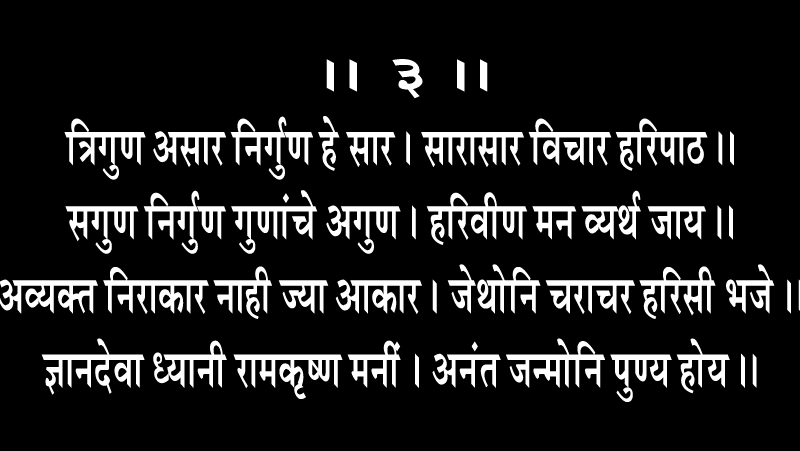 ।। ३ ।।
त्रिगुण असार निर्गुण हे सार । सारासार विचार हरिपाठ ।।
सगुण निर्गुण गुणांचे अगुण । हरिवीण मन व्यर्थ जाय ।।
अव्यक्त निराकार नाही ज्या आकार । जेथोनि चराचर हरिसी भजे ।।
ज्ञानदेवा ध्यानी रामकृष्ण मनीं । अनंत जन्मोनि पुण्य होय ।।